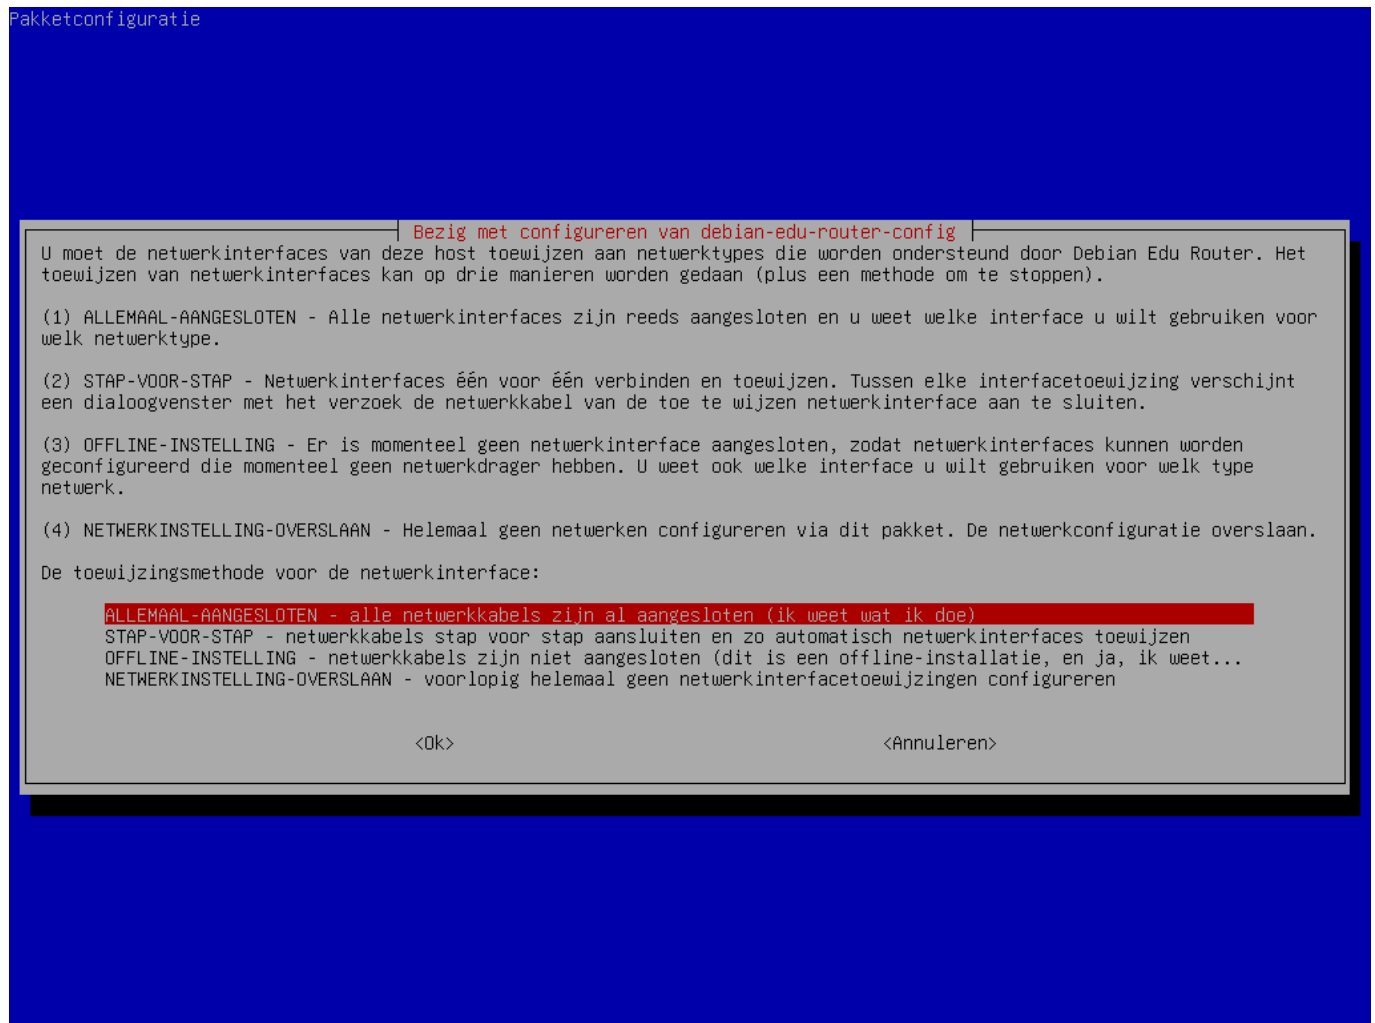 Pakketconfiguratie
Bezig met configureren van debian-edu-router-config
U moet de netwerkinterfaces van deze host toewijzen aan netwerktypes die worden ondersteund door Debian Edu Router. Het
toewijzen van netwerkinterfaces kan op drie manieren worden gedaan (plus een methode om te stoppen).
(1) ALLEMAAL-AANGESLOTEN - Alle netwerkinterfaces zijn reeds aangesloten en u weet welke interface u wilt gebruiken voor
welk netwerktype.
(2) STAP-VOOR-STAP - Netwerkinterfaces één voor één verbinden en toewijzen. Tussen elke interfacetoewijzing verschijnt
een dialoogvenster met het verzoek de netwerkkabel van de toe te wijzen netwerkinterface aan te sluiten.
(3) OFFLINE-INSTELLING - Er is momenteel geen netwerkinterface aangesloten, zodat netwerkinterfaces kunnen worden
geconfigureerd die momenteel geen netwerkdrager hebben. U weet ook welke interface u wilt gebruiken voor welk type
netwerk.
(4) NETWERKINSTELLING-OVERSLAAN - Helemaal geen netwerken configureren via dit pakket. De netwerkconfiguratie overslaan.
De toewijzingsmethode voor de netwerkinterface:
ALLEMAAL-AANGESLOTEN - alle netwerkkabels zijn al aangesloten (ik weet wat ik doe)
STAP-VOOR-STAP - netwerkkabels stap voor stap aansluiten en zo automatisch netwerkinterfaces toewijzen
OFFLINE-INSTELLING - netwerkkabels zijn niet aangesloten (dit is een offline-installatie, en ja, ik weet...
NETWERKINSTELLING-OVERSLAAN - voorlopig helemaal geen netwerkinterfacetoewijzingen configureren
<Ok> <Annuleren>